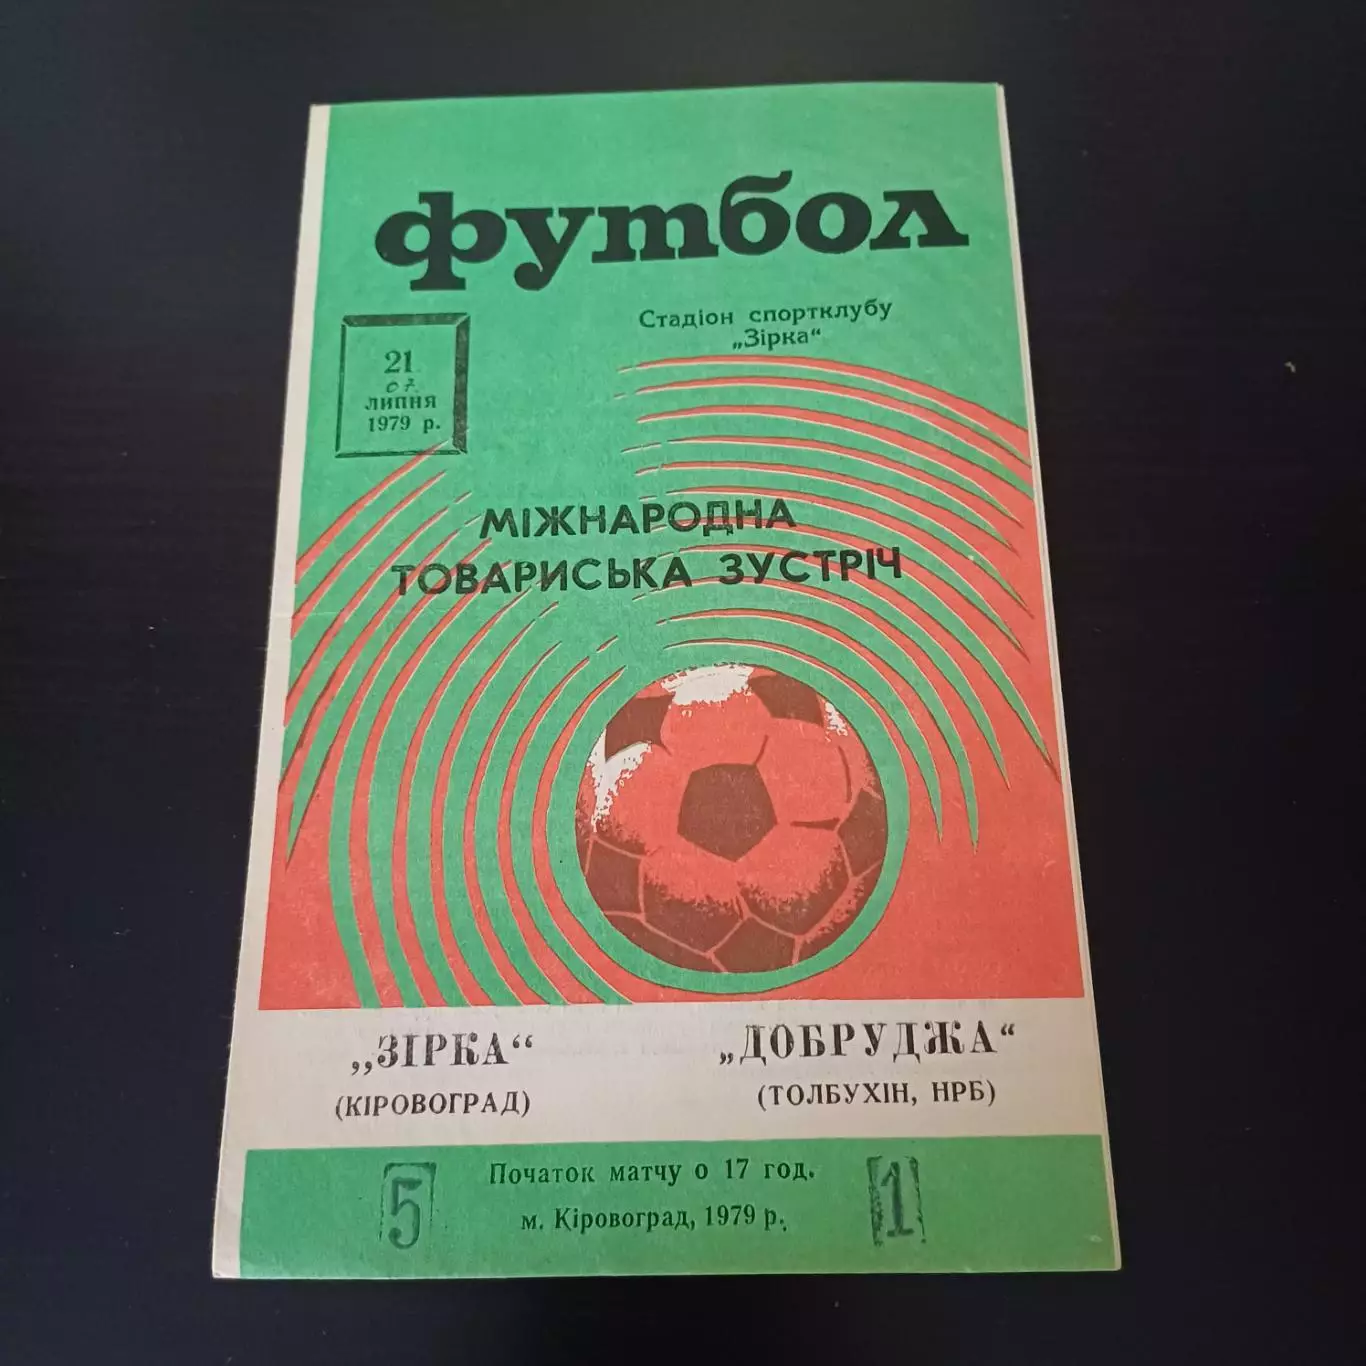 футбол
Стадіон спортклубу
„Зірка“
21
07
липня
1979 р.
МІЖНАРОДНА
ТОВАРИСЬКА ЗУСТРІЧ
„ЗІРКА“
(КІРОВОГРАД)
„ДОБРУДЖА“
(ТОЛБУХІН, НРБ)
5
Початок матчу о 17 год.
м. Кіровоград, 1979 р.
1